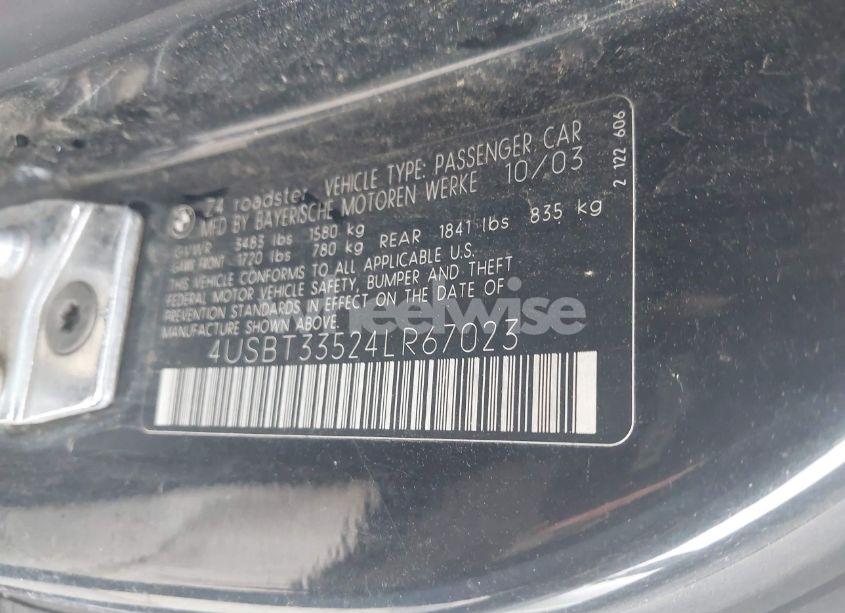 Z4 roadster VEHICLE TYPE: PASSENGER CAR
MFD BY BAYERISCHE MOTOREN WERKE 10/03
GVWR 3483 lbs 1580 kg
GAWR FRONT 1720 lbs 780 kg REAR 1841 lbs 835 kg
THIS VEHICLE CONFORMS TO ALL APPLICABLE U.S.
FEDERAL MOTOR VEHICLE SAFETY, BUMPER AND THEFT
PREVENTION STANDARDS IN EFFECT ON THE DATE OF
MANUFACTURE SHOWN ABOVE.
4USBT33524LR67023
2 122 606